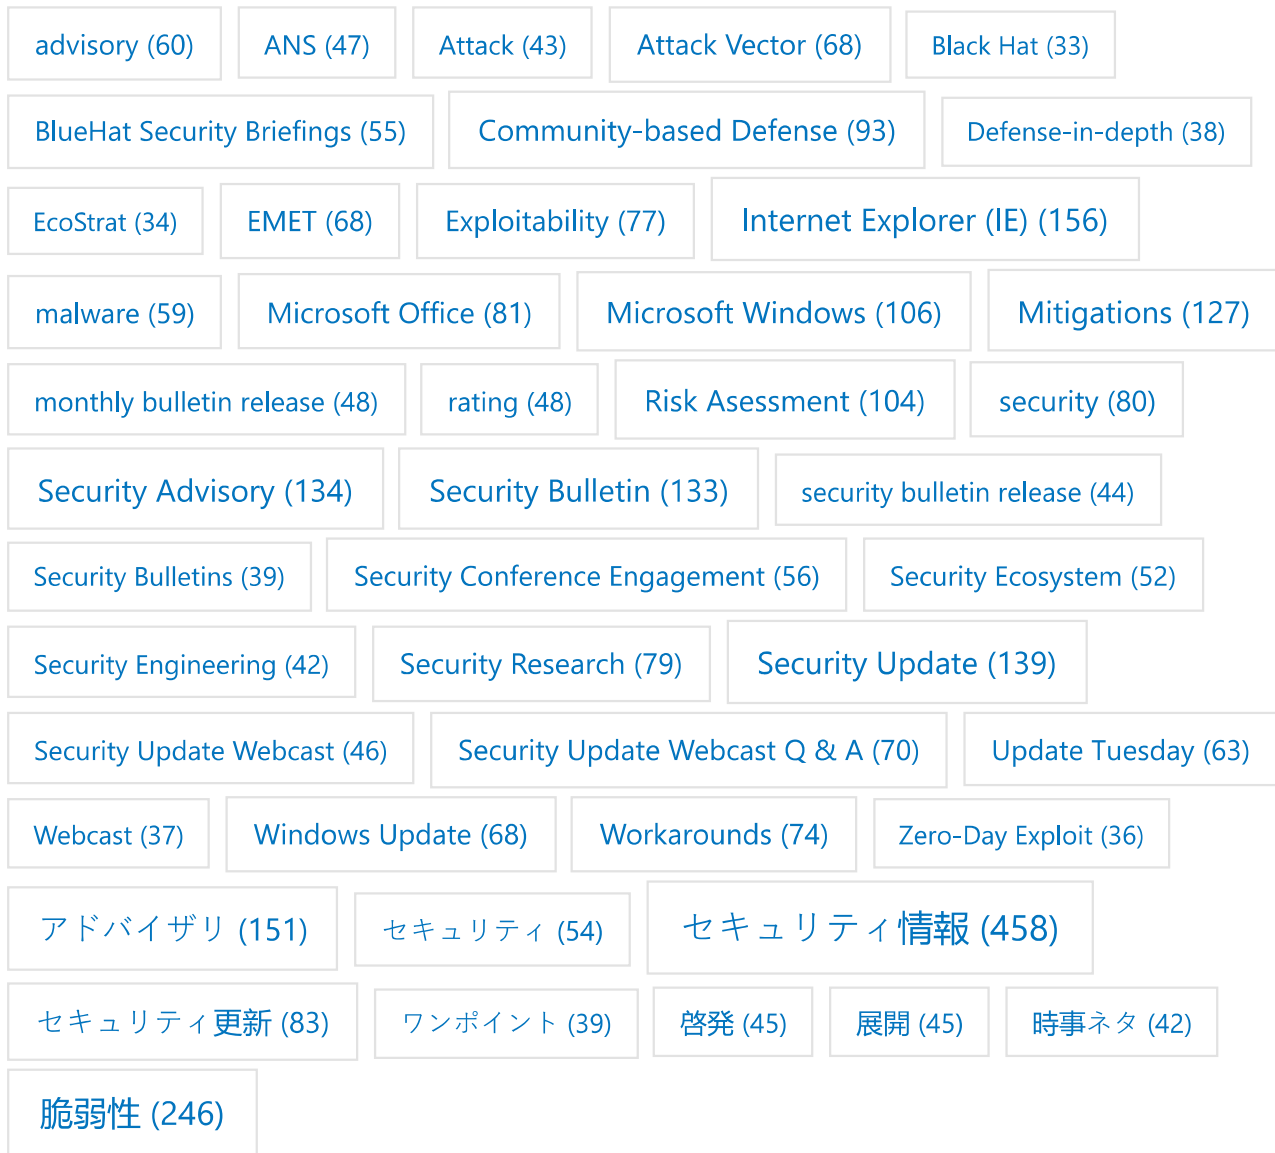 advisory (60) ANS (47) Attack (43) Attack Vector (68) Black Hat (33)
BlueHat Security Briefings (55) Community-based Defense (93) Defense-in-depth (38)
EcoStrat (34) EMET (68) Exploitability (77) Internet Explorer (IE) (156)
malware (59) Microsoft Office (81) Microsoft Windows (106) Mitigations (127)
monthly bulletin release (48) rating (48) Risk Asessment (104) security (80)
Security Advisory (134) Security Bulletin (133) security bulletin release (44)
Security Bulletins (39) Security Conference Engagement (56) Security Ecosystem (52)
Security Engineering (42) Security Research (79) Security Update (139)
Security Update Webcast (46) Security Update Webcast Q & A (70) Update Tuesday (63)
Webcast (37) Windows Update (68) Workarounds (74) Zero-Day Exploit (36)
アドバイザリ (151) セキュリティ (54) セキュリティ情報 (458)
セキュリティ更新 (83) ワンポイント (39) 啓発 (45) 展開 (45) 時事ネタ (42)
脆弱性 (246)